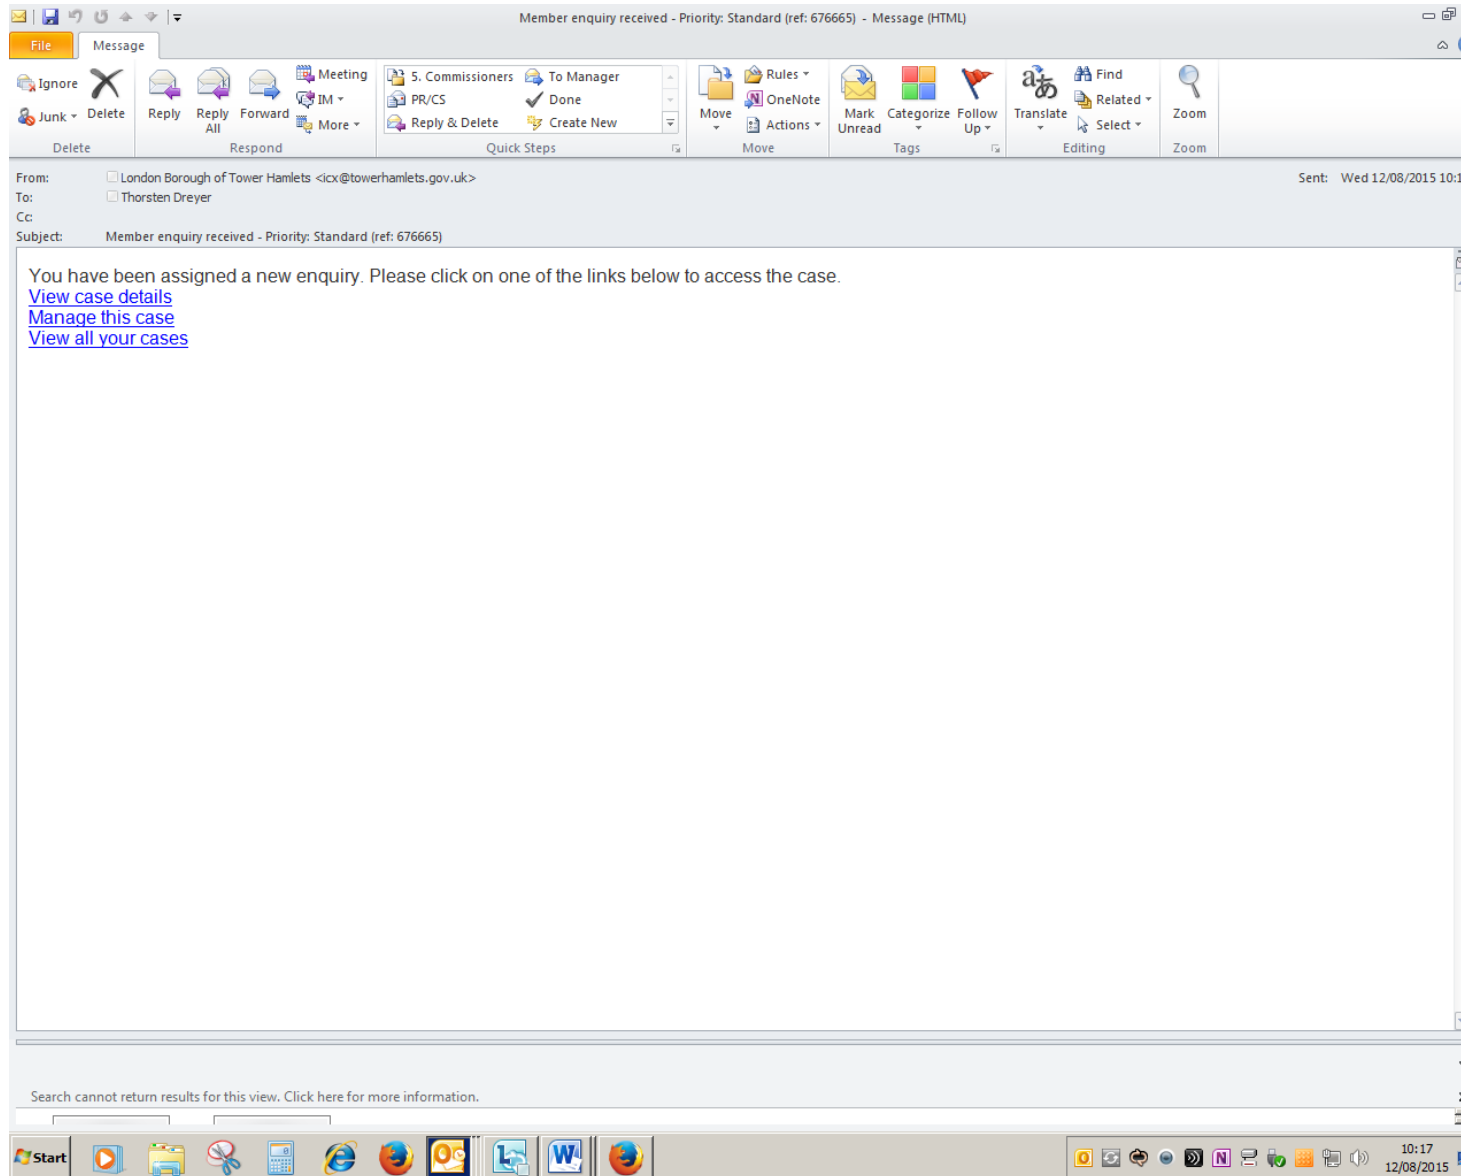 Member enquiry received - Priority: Standard (ref: 676665) - Message (HTML)
File Message
Ignore
Junk
Delete
Delete
Reply
Reply All
Forward
Meeting
IM
More
Respond
5. Commissioners To Manager
PR/CS Done
Reply & Delete Create New
Quick Steps
Move
Rules
OneNote
Actions
Move
Mark Unread
Categorize
Follow Up
Tags
Translate
Find
Related
Select
Editing
Zoom
Zoom
From: London Borough of Tower Hamlets <icx@towerhamlets.gov.uk> Sent: Wed 12/08/2015 10:1
To: Thorsten Dreyer
Cc:
Subject: Member enquiry received - Priority: Standard (ref: 676665)
You have been assigned a new enquiry. Please click on one of the links below to access the case.
View case details
Manage this case
View all your cases
Search cannot return results for this view. Click here for more information.
Start
10:17
12/08/2015